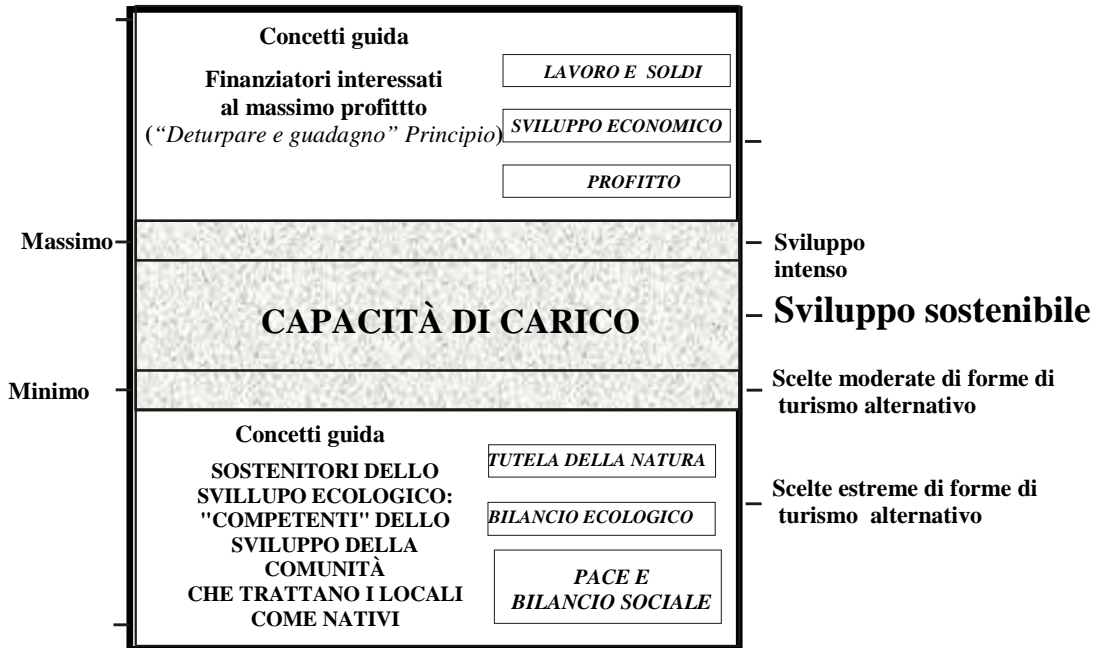 Concetti guida
Finanziatori interessati
al massimo profittto
(“Deturpare e guadagno” Principio)
LAVORO E SOLDI
SVILUPPO ECONOMICO
PROFITTO
Massimo
Sviluppo
intenso
CAPACITÀ DI CARICO
Sviluppo sostenibile
Minimo
Scelte moderate di forme di
turismo alternativo
Concetti guida
SOSTENITORI DELLO
SVILLUPO ECOLOGICO:
"COMPETENTI" DELLO
SVILUPPO DELLA
COMUNITÀ
CHE TRATTANO I LOCALI
COME NATIVI
TUTELA DELLA NATURA
BILANCIO ECOLOGICO
PACE E
BILANCIO SOCIALE
Scelte estreme di forme di
turismo alternativo